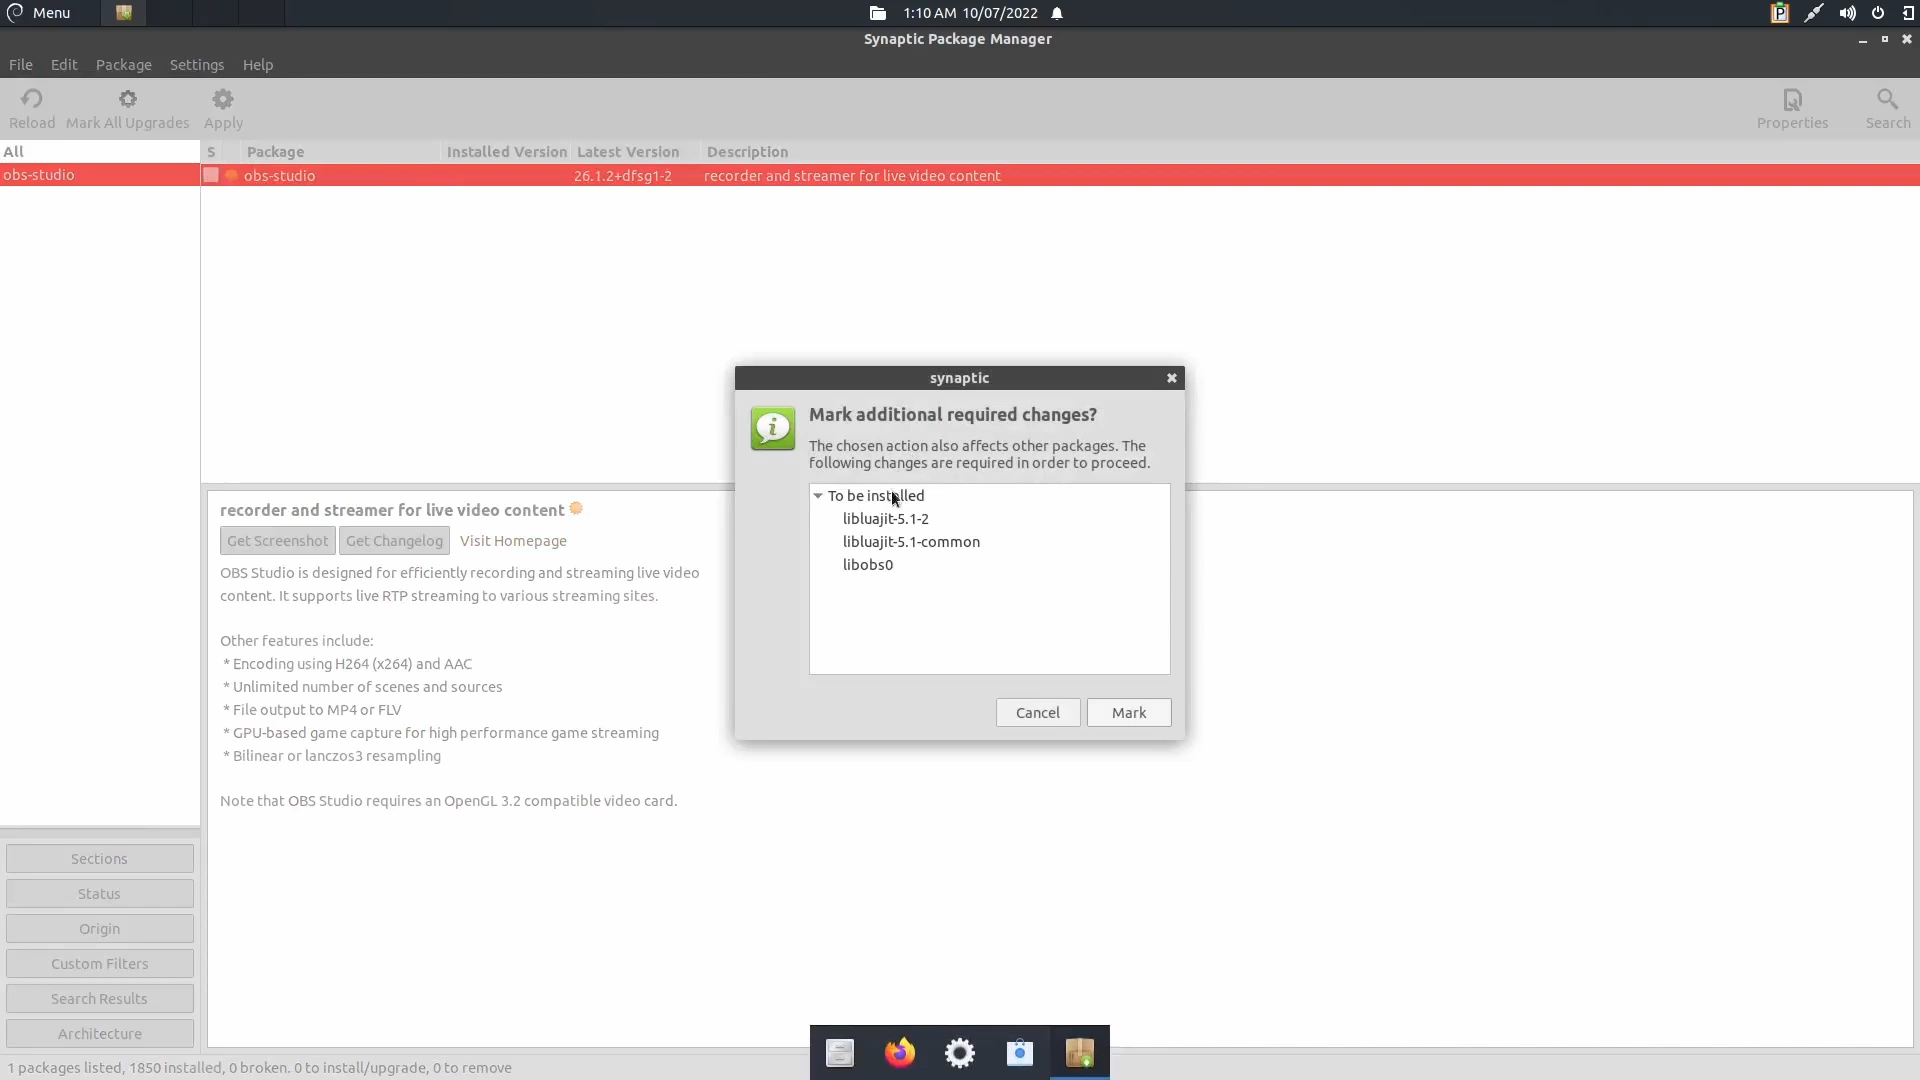 Menu
1:10 AM 10/07/2022
Synaptic Package Manager
File Edit Package Settings Help
Reload Mark All Upgrades Apply Properties Search
All
S Package Installed Version Latest Version Description
obs-studio
obs-studio 26.1.2+dfsg1-2 recorder and streamer for live video content
synaptic
Mark additional required changes?
The chosen action also affects other packages. The
following changes are required in order to proceed.
To be installed
libluajit-5.1-2
libluajit-5.1-common
libobs0
Cancel Mark
recorder and streamer for live video content
Get Screenshot Get Changelog Visit Homepage
OBS Studio is designed for efficiently recording and streaming live video
content. It supports live RTP streaming to various streaming sites.
Other features include:
* Encoding using H264 (x264) and AAC
* Unlimited number of scenes and sources
* File output to MP4 or FLV
* GPU-based game capture for high performance game streaming
* Bilinear or lanczos3 resampling
Note that OBS Studio requires an OpenGL 3.2 compatible video card.
Sections
Status
Origin
Custom Filters
Search Results
Architecture
1 packages listed, 1850 installed, 0 broken. 0 to install/upgrade, 0 to remove